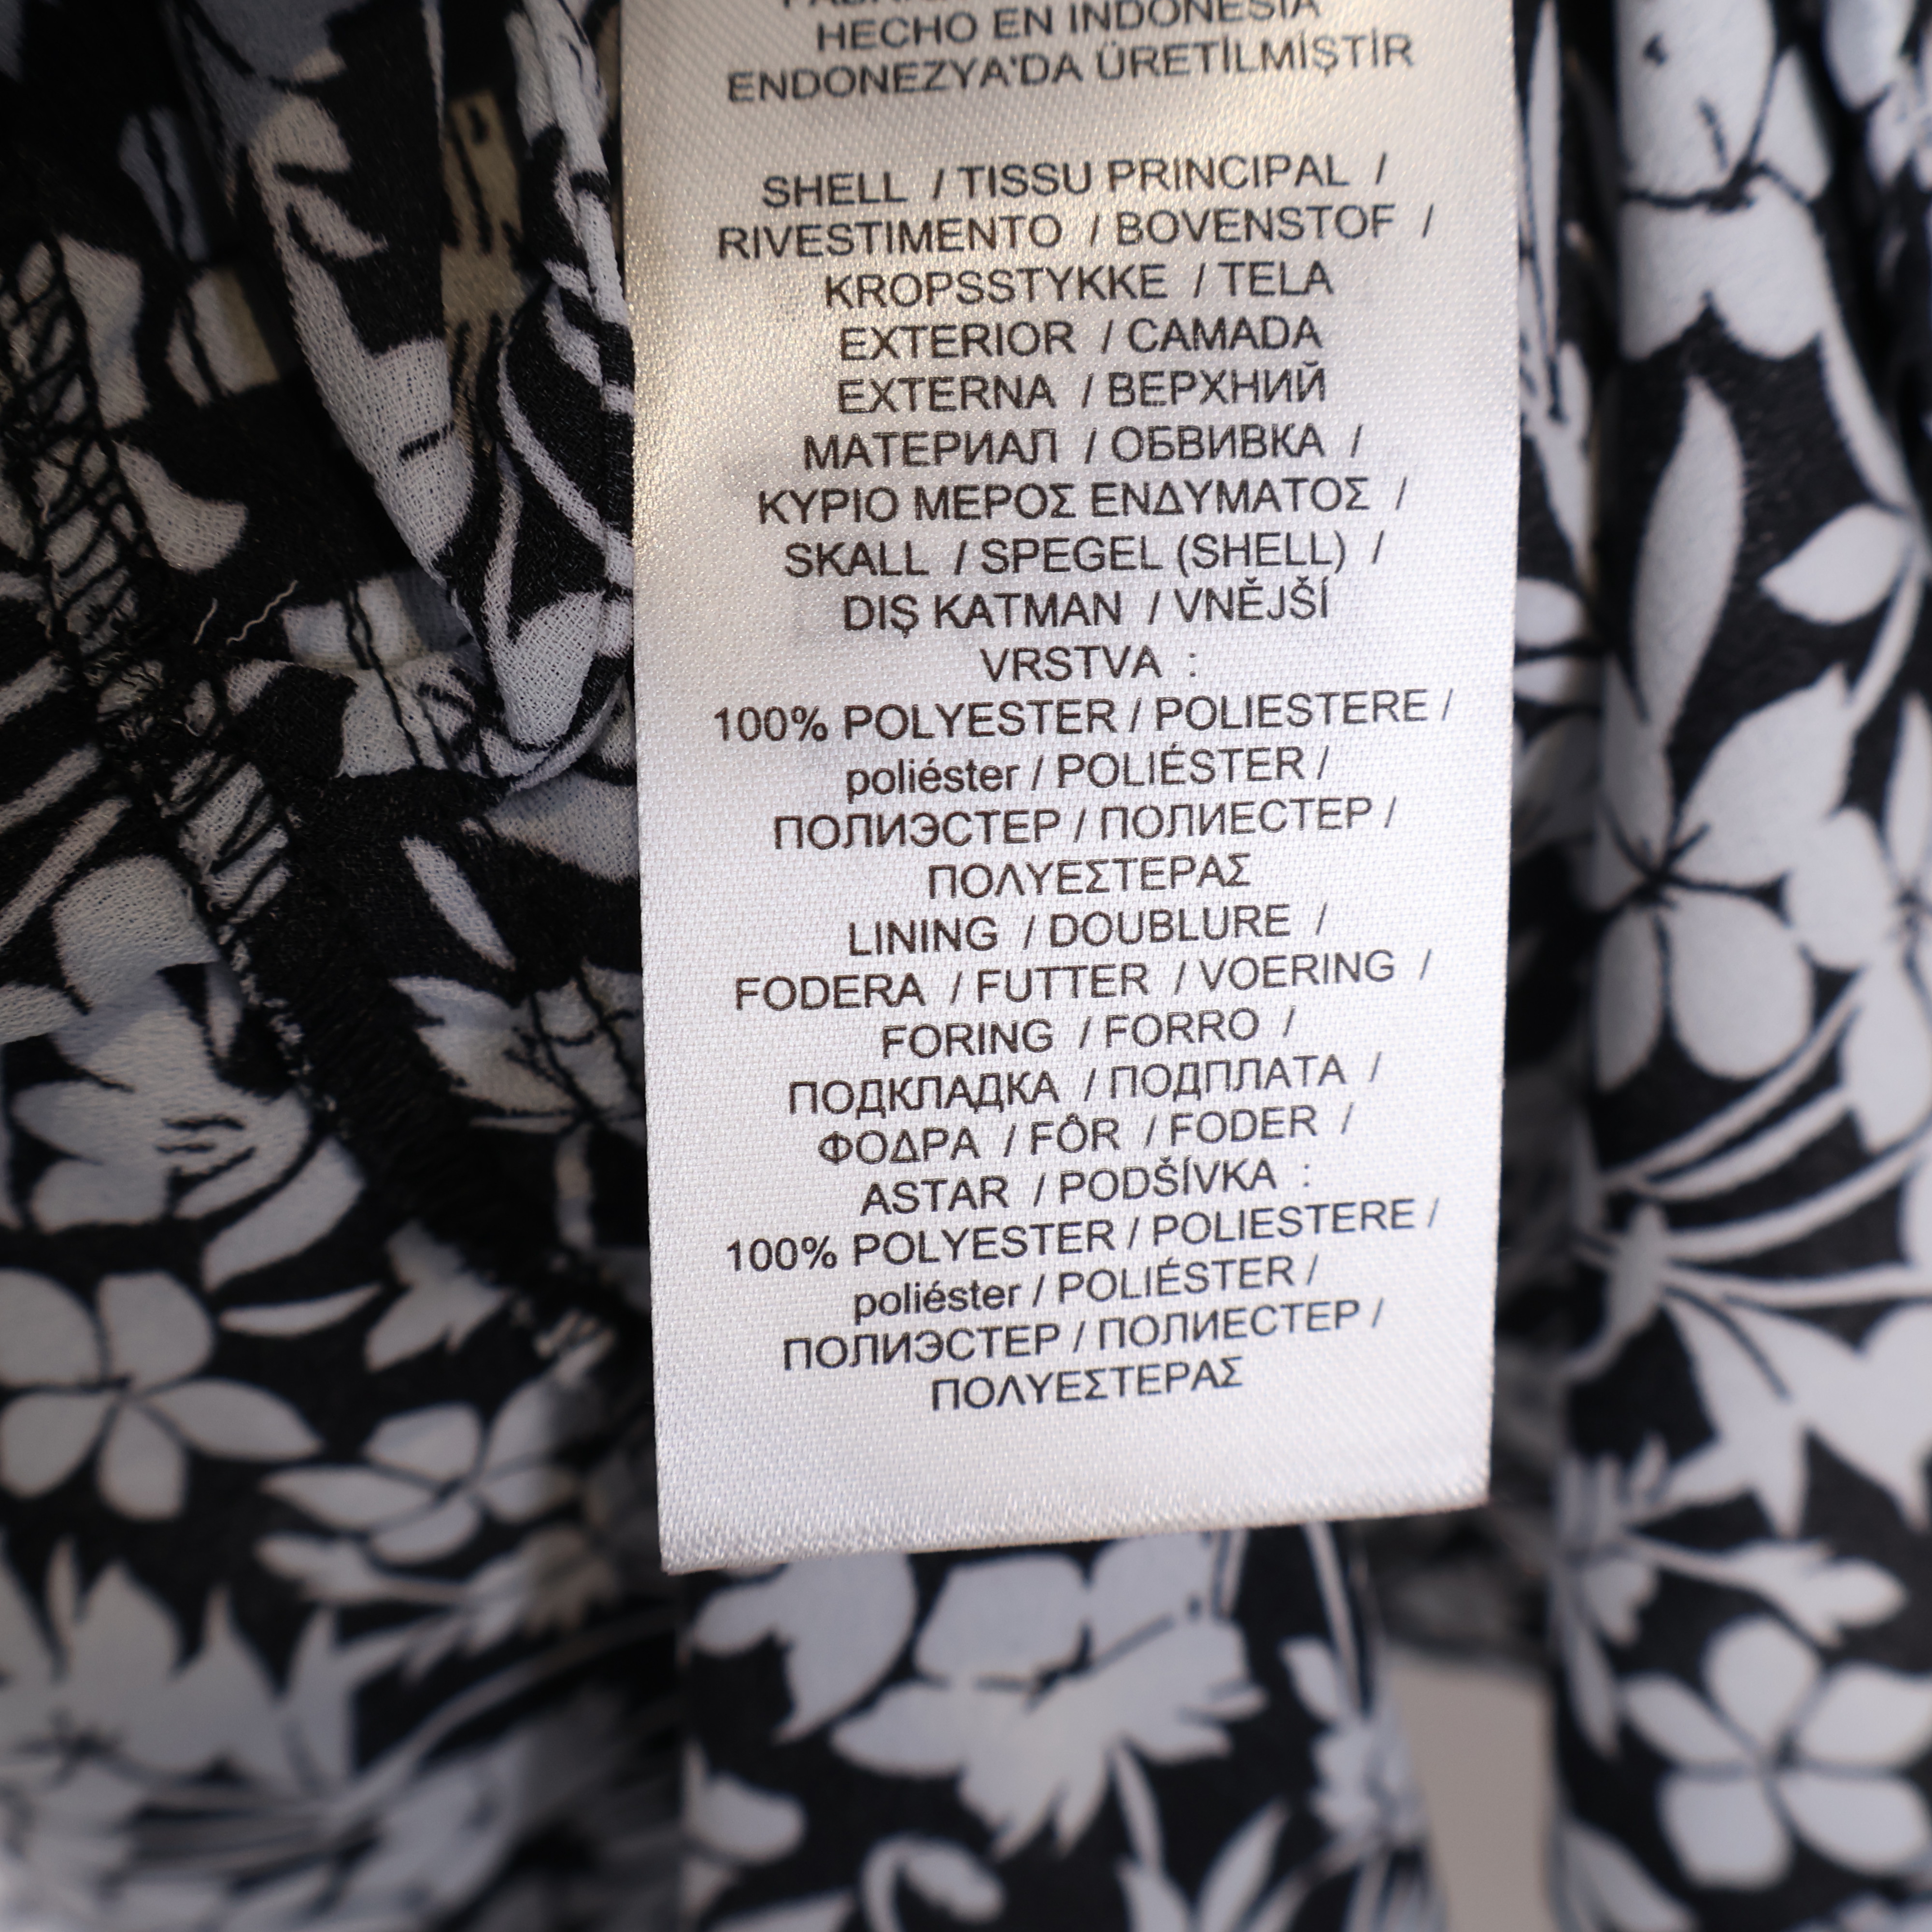 HECHO EN INDONESIA
ENDONEZYA'DA ÜRETİLMİŞTİR
SHELL / TISSU PRINCIPAL /
RIVESTIMENTO / BOVENSTOF /
KROPSSTYKKE / TELA
EXTERIOR / CAMADA
EXTERNA / ВЕРХНИЙ
МАТЕРИАЛ / ОБВИВКА /
ΚΥΡΙΟ ΜΕΡΟΣ ΕΝΔΥΜΑΤΟΣ /
SKALL / SPEGEL (SHELL) /
DIŞ KATMAN / VNĚJŠÍ
VRSTVA :
100% POLYESTER / POLIESTERE /
poliéster / POLIÉSTER /
ПОЛИЭСТЕР / ПОЛИЕСТЕР /
ΠΟΛΥΕΣΤΕΡΑΣ
LINING / DOUBLURE /
FODERA / FUTTER / VOERING /
FORING / FORRO /
ПОДКЛАДКА / ПОДПЛАТА /
ΦΟΔΡΑ / FÔR / FODER /
ASTAR / PODŠÍVKA :
100% POLYESTER / POLIESTERE /
poliéster / POLIÉSTER /
ПОЛИЭСТЕР / ПОЛИЕСТЕР /
ΠΟΛΥΕΣΤΕΡΑΣ